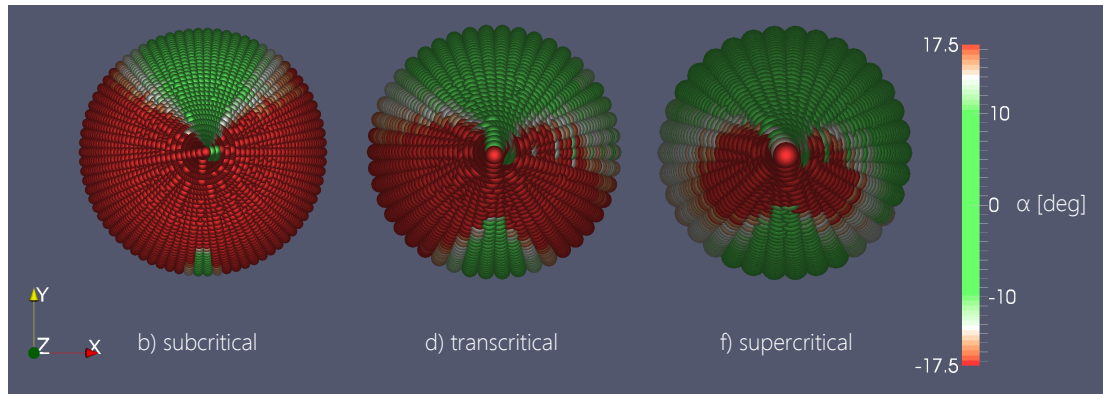 17.5
10
0 α [deg]
-10
-17.5
Y
Z X
b) subcritical d) transcritical f) supercritical